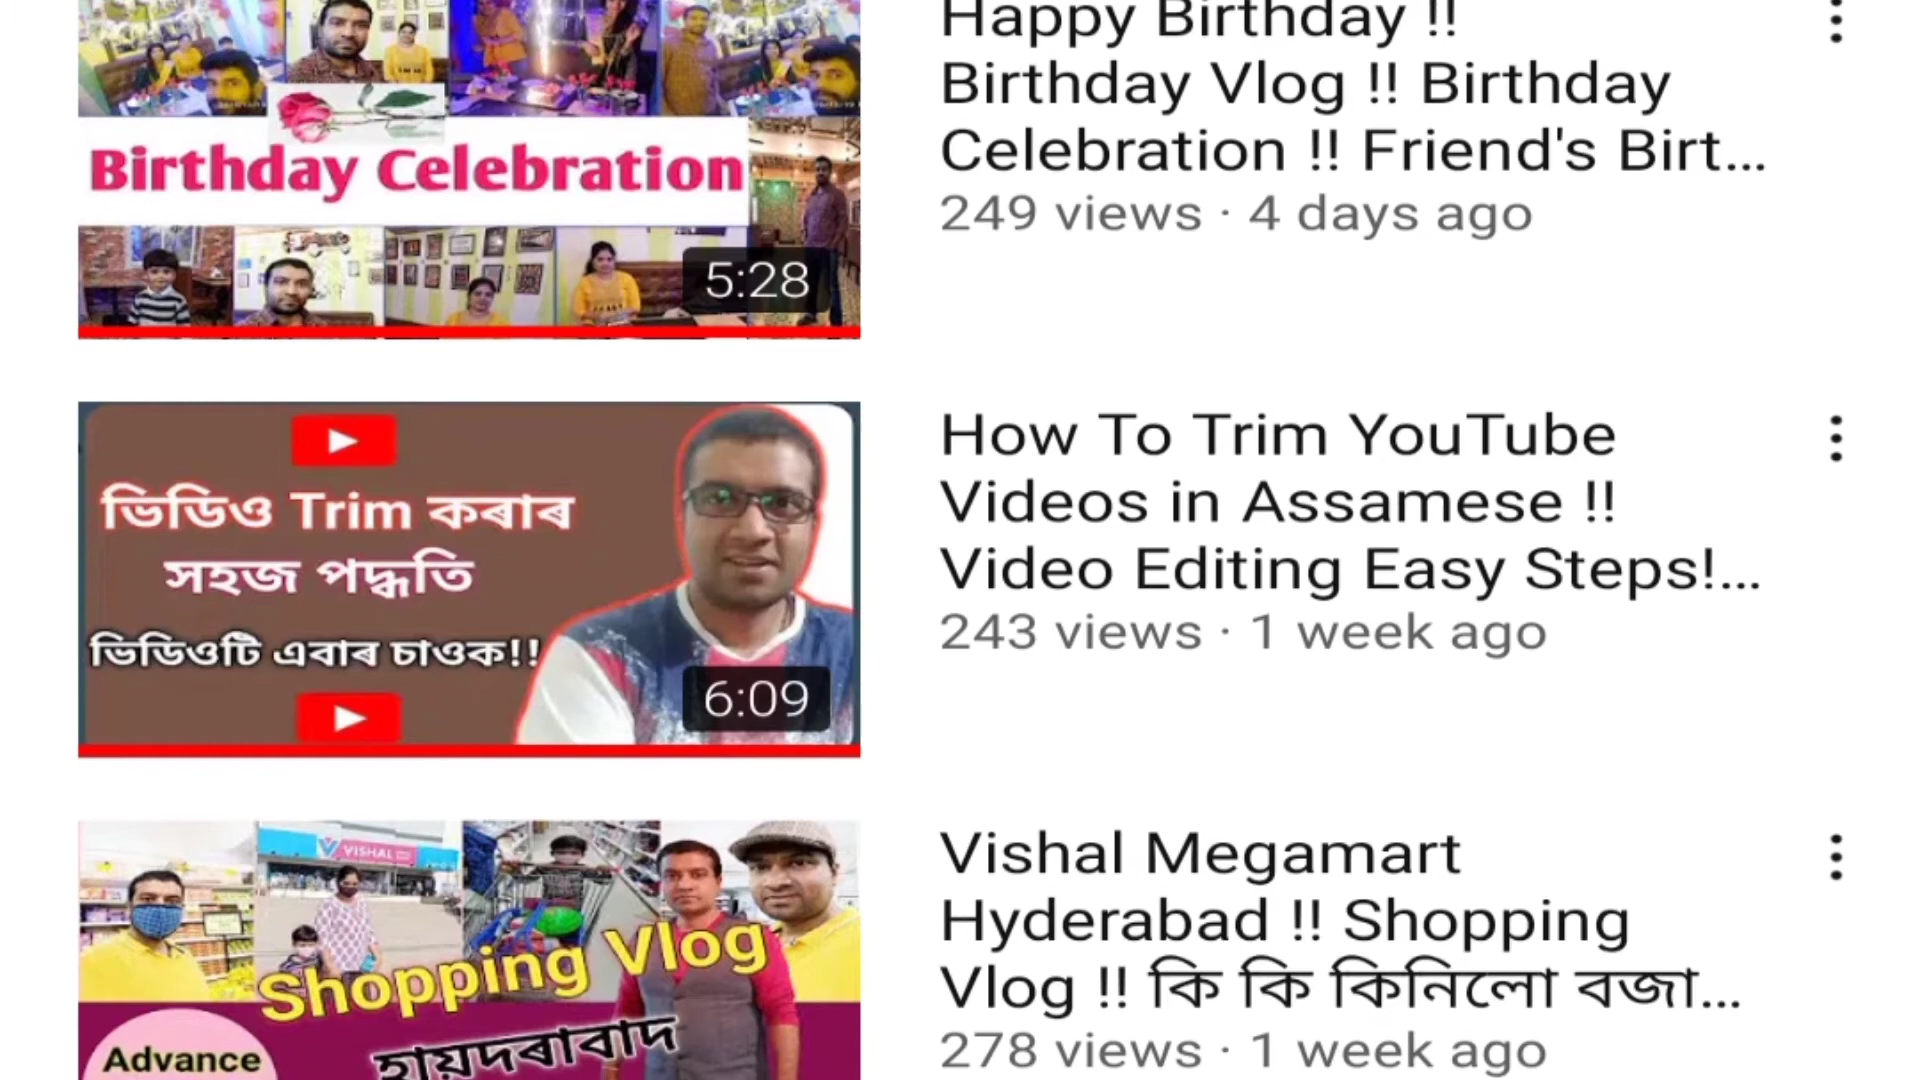 Happy Birthday !!
Birthday Vlog !! Birthday
Celebration !! Friend's Birt...
249 views · 4 days ago
Birthday Celebration
5:28
How To Trim YouTube
Videos in Assamese !!
Video Editing Easy Steps!...
243 views · 1 week ago
ভিডিও Trim কৰাৰ
সহজ পদ্ধতি
ভিডিওটি এবাৰ চাওক!!
6:09
Vishal Megamart
Hyderabad !! Shopping
Vlog !! কি কি কিনিলো বজা...
278 views · 1 week ago
VISHAL
Shopping Vlog
হায়দৰাবাদ
Advance